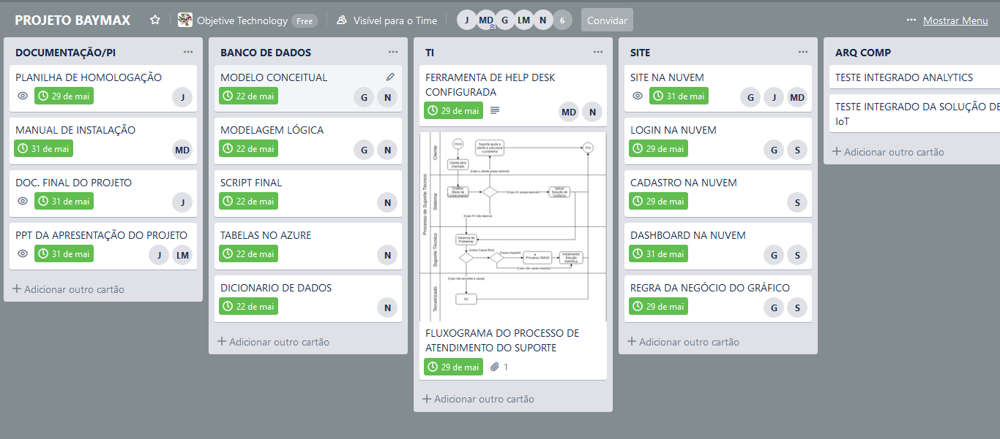 PROJETO BAYMAX
Objetive Technology Free
Visível para o Time
J MD G LM N 6
Convidar
··· Mostrar Menu
DOCUMENTAÇÃO/PI ···
PLANILHA DE HOMOLOGAÇÃO
29 de mai
J
MANUAL DE INSTALAÇÃO
31 de mai
MD
DOC. FINAL DO PROJETO
31 de mai
J
PPT DA APRESENTAÇÃO DO PROJETO
31 de mai
J LM
+ Adicionar outro cartão
BANCO DE DADOS ···
MODELO CONCEITUAL
22 de mai
G N
MODELAGEM LÓGICA
22 de mai
G N
SCRIPT FINAL
22 de mai
N
TABELAS NO AZURE
22 de mai
N
DICIONARIO DE DADOS
22 de mai
N
+ Adicionar outro cartão
TI ···
FERRAMENTA DE HELP DESK
CONFIGURADA
29 de mai
MD N
Processo de Suporte Técnico
Cliente
Início
Suporte ajuda o
cliente a solucionar
o problema
Fim
Cliente abre
chamado
[Caso o cliente possa resolver]
Sistema
ChatBot
(Base de
Conhecimento)
[Caso N1 possa resolver]
Aplicar
Solução de
Contorno
[Caso N1 não resolva]
Suporte Técnico
Gerencia de
Problemas
[Achou Causa Raiz]
[Causa Impacto]
Processo GMUD
Implementar
Solução
Definitiva
[Caso não cause impacto]
[Caso não encontre a causa]
Terceirizado
N3
FLUXOGRAMA DO PROCESSO DE
ATENDIMENTO DO SUPORTE
29 de mai
1
+ Adicionar outro cartão
SITE ···
SITE NA NUVEM
31 de mai
G J MD
LOGIN NA NUVEM
29 de mai
G S
CADASTRO NA NUVEM
29 de mai
S
DASHBOARD NA NUVEM
31 de mai
G S
REGRA DA NEGÓCIO DO GRÁFICO
29 de mai
G S
+ Adicionar outro cartão
ARQ COMP
TESTE INTEGRADO ANALYTICS
TESTE INTEGRADO DA SOLUÇÃO DE
IoT
+ Adicionar outro cartão